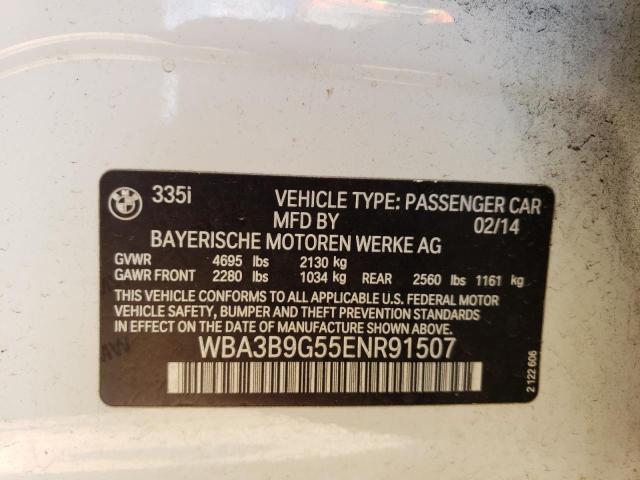 BMW
335i VEHICLE TYPE: PASSENGER CAR
MFD BY 02/14
BAYERISCHE MOTOREN WERKE AG
GVWR 4695 lbs 2130 kg
GAWR FRONT 2280 lbs 1034 kg REAR 2560 lbs 1161 kg
THIS VEHICLE CONFORMS TO ALL APPLICABLE U.S. FEDERAL MOTOR
VEHICLE SAFETY, BUMPER AND THEFT PREVENTION STANDARDS
IN EFFECT ON THE DATE OF MANUFACTURE SHOWN ABOVE.
WBA3B9G55ENR91507
2 122 606